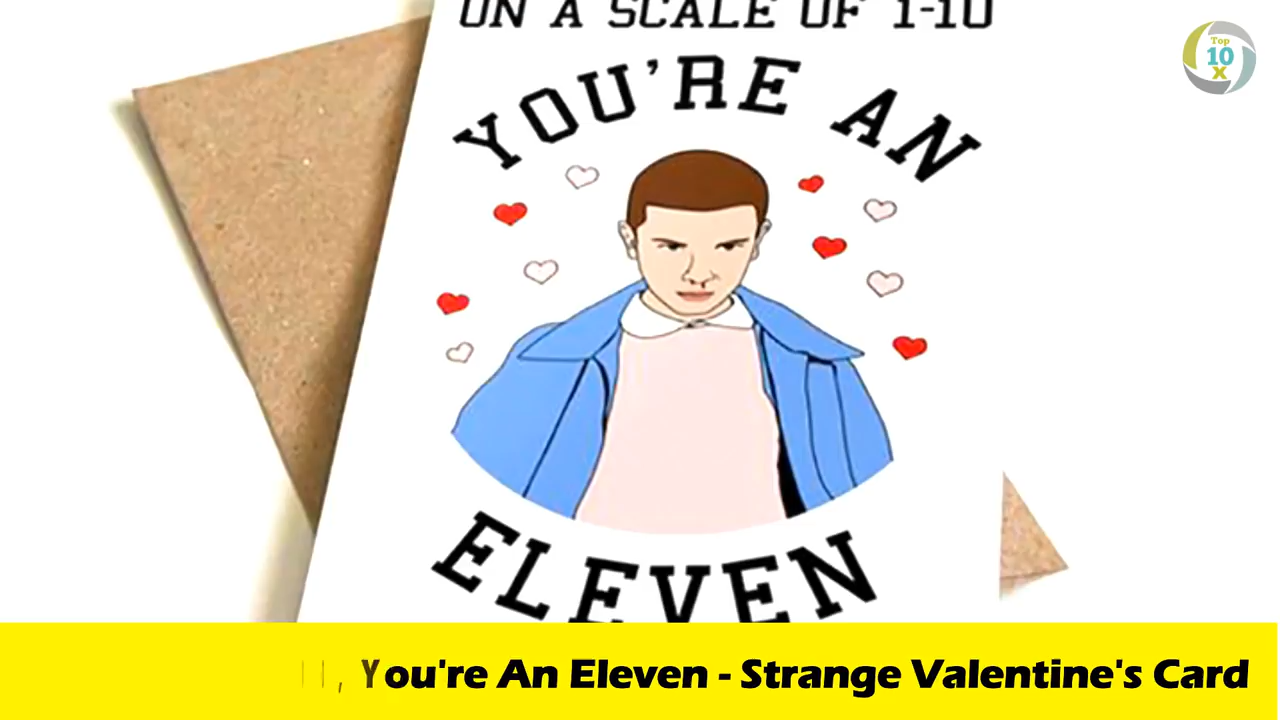 ON A SCALE OF 1-10
YOU'RE AN
ELEVEN
Top
10
X
You're An Eleven - Strange Valentine's Card